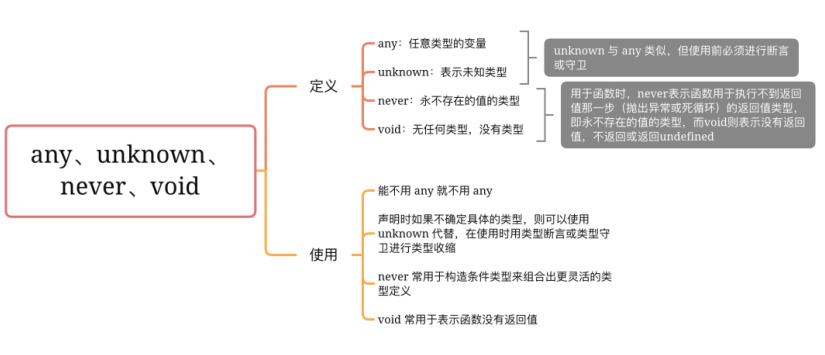 any、unknown、
never、void
定义
any：任意类型的变量
unknown：表示未知类型
unknown 与 any 类似，但使用前必须进行断言
或守卫
never：永不存在的值的类型
void：无任何类型，没有类型
用于函数时，never表示函数用于执行不到返回
值那一步（抛出异常或死循环）的返回值类型，
即永不存在的值的类型，而void则表示没有返回
值，不返回或返回undefined
使用
能不用 any 就不用 any
声明时如果不确定具体的类型，则可以使用
unknown 代替，在使用时用类型断言或类型守
卫进行类型收缩
never 常用于构造条件类型来组合出更灵活的类
型定义
void 常用于表示函数没有返回值